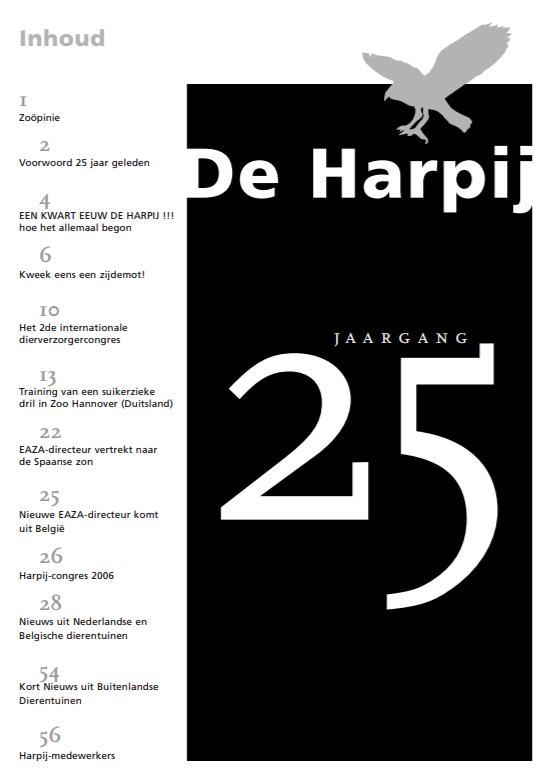 Inhoud
1
Zoöpinie
2
Voorwoord 25 jaar geleden
4
EEN KWART EEUW DE HARPIJ !!!
hoe het allemaal begon
6
Kweek eens een zijdemot!
10
Het 2de internationale
dierverzorgercongres
13
Training van een suikerzieke
dril in Zoo Hannover (Duitsland)
22
EAZA-directeur vertrekt naar
de Spaanse zon
25
Nieuwe EAZA-directeur komt
uit België
26
Harpij-congres 2006
28
Nieuws uit Nederlandse en
Belgische dierentuinen
54
Kort Nieuws uit Buitenlandse
Dierentuinen
56
Harpij-medewerkers
De Harpij
JAARGANG
25